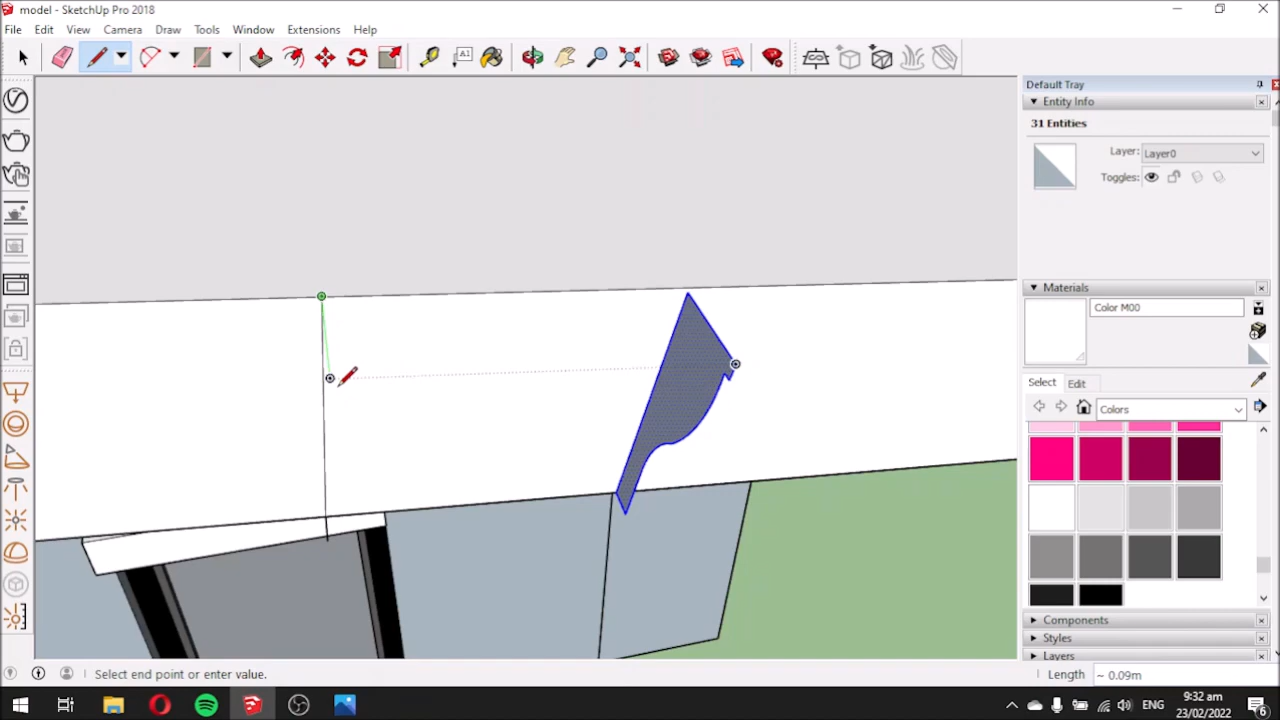 model - SketchUp Pro 2018
File Edit View Camera Draw Tools Window Extensions Help
A1
Default Tray
Entity Info
31 Entities
Layer: Layer0
Toggles:
Materials
Color M00
Select Edit
Colors
Components
Styles
Layers
Select end point or enter value.
Length ~ 0.09m
ENG
9:32 am
23/02/2022
6